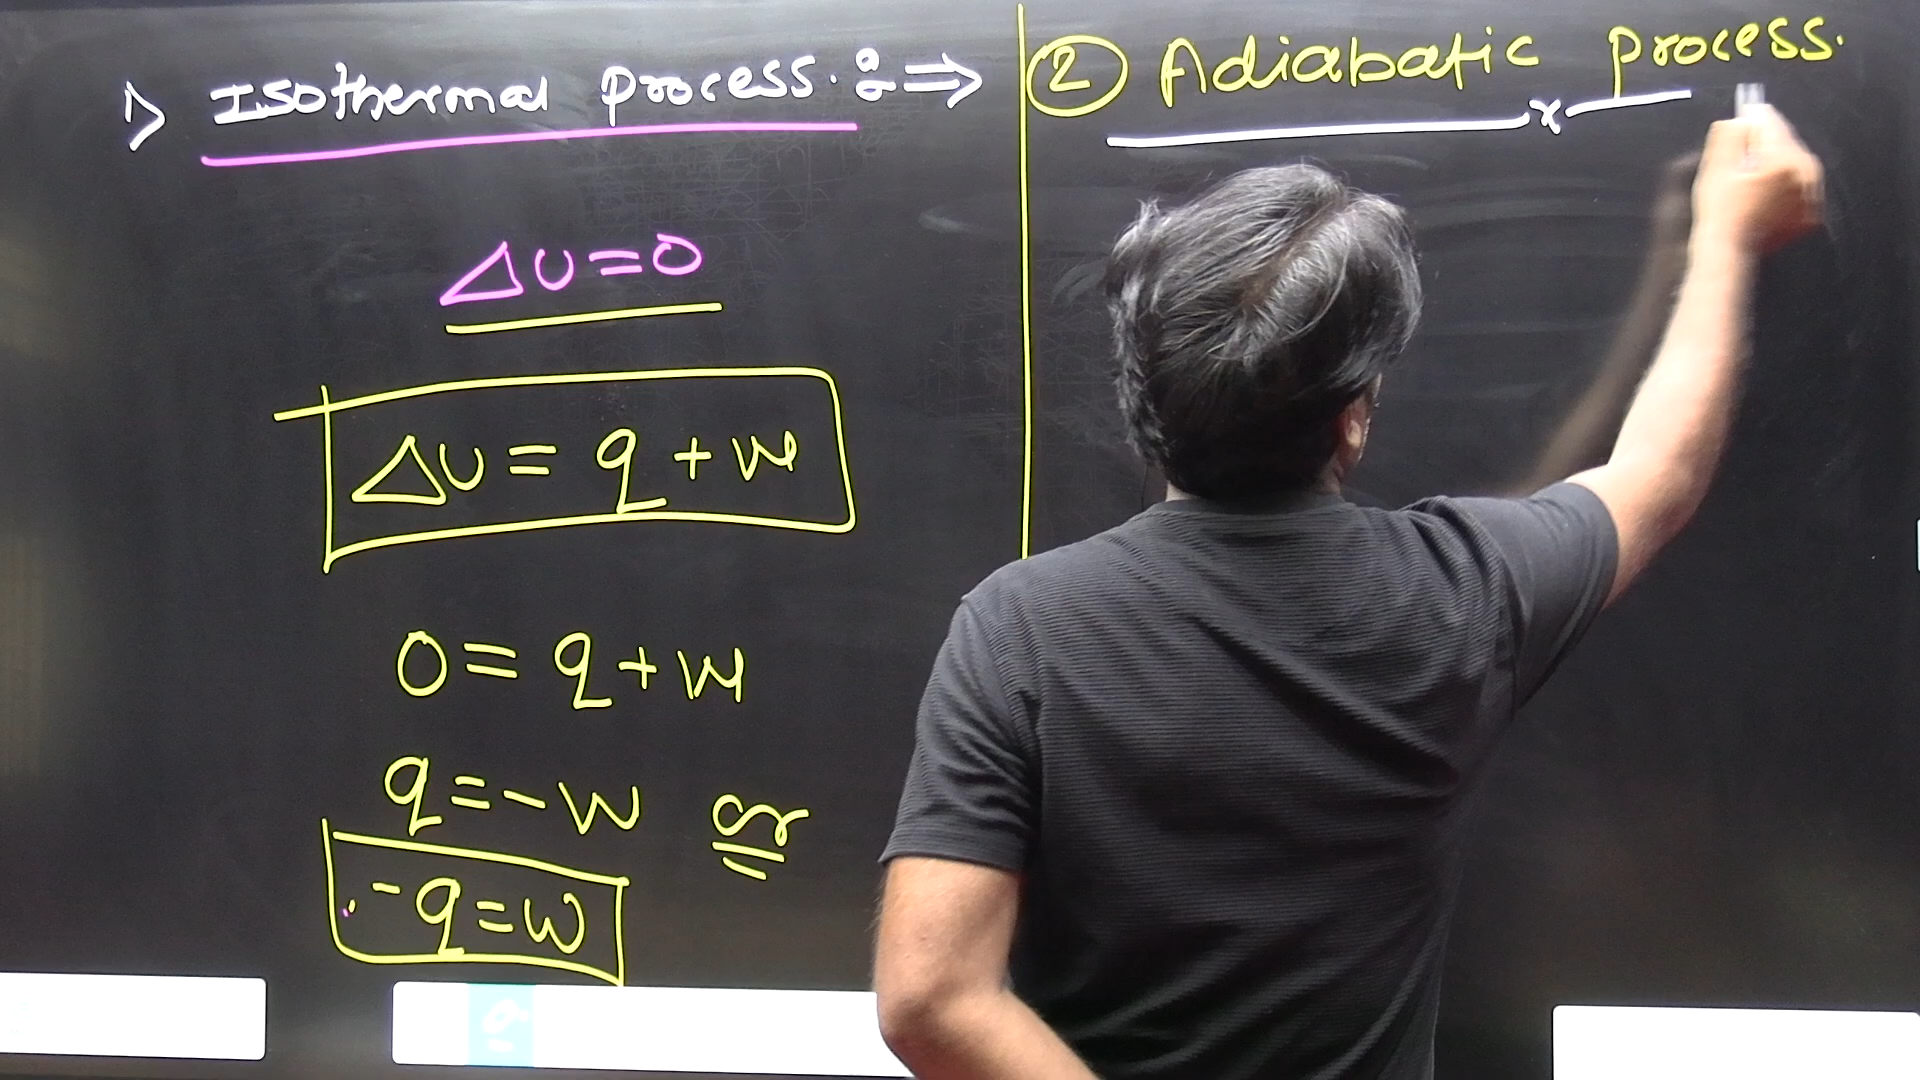 1) Isothermal process. :⇒
ΔU=0
ΔU = q + w
0 = q + w
q = -w or
-q = w
② Adiabatic process.